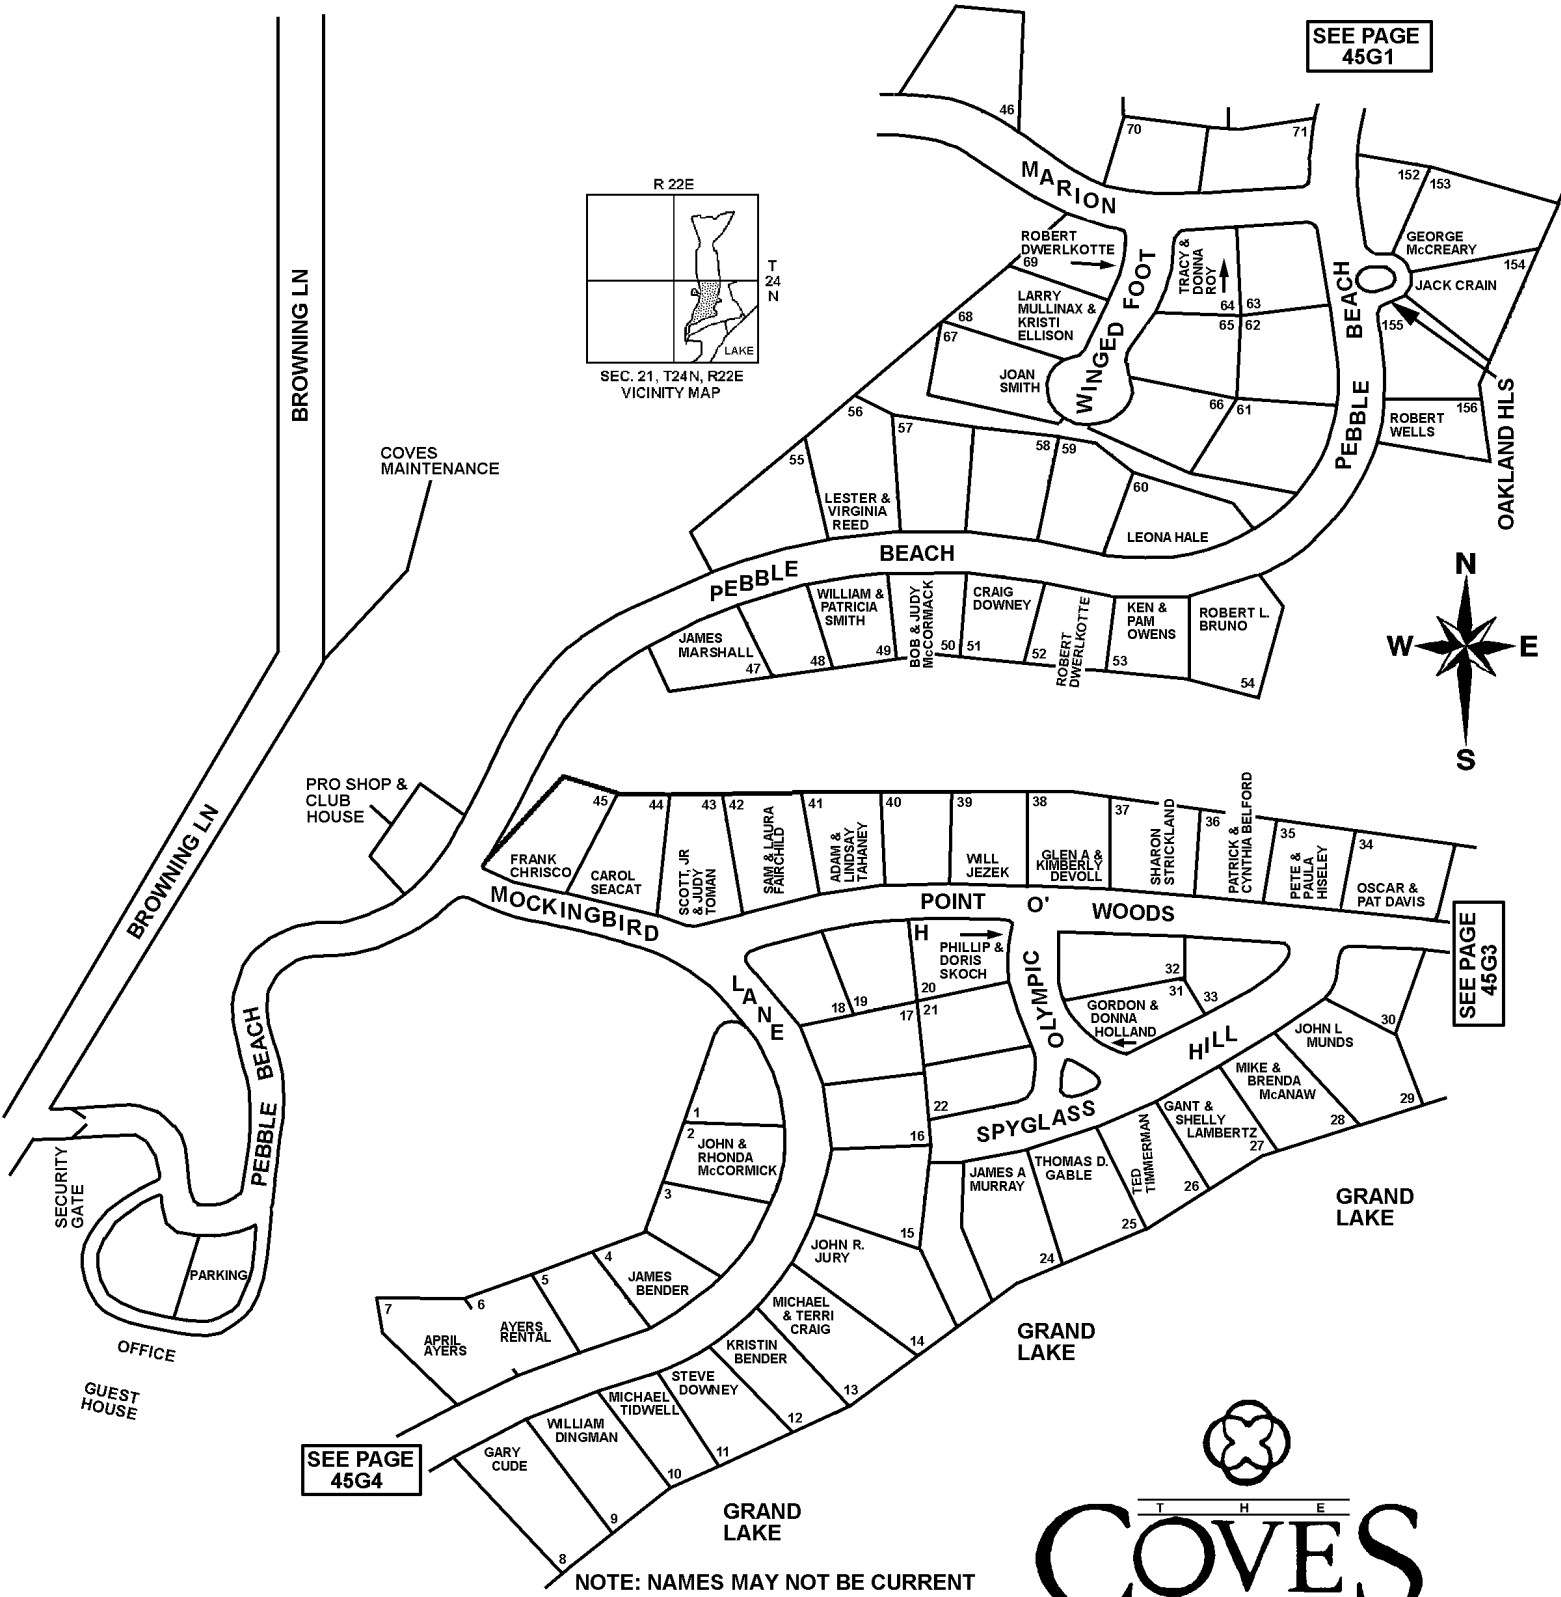 SEE PAGE
45G1
46
70
71
MARION
152
153
R 22E
T
24
N
LAKE
SEC. 21, T24N, R22E
VICINITY MAP
ROBERT
DWERLKOTTE
69
WINGED FOOT
TRACY &
DONNA
ROY
64
63
65
62
GEORGE
McCREARY
154
JACK CRAIN
155
LARRY
MULLINAX &
KRISTI
ELLISON
68
67
JOAN
SMITH
66
61
PEBBLE BEACH
156
ROBERT
WELLS
OAKLAND HLS
BROWNING LN
COVES
MAINTENANCE
56
57
55
58
59
60
LESTER &
VIRGINIA
REED
LEONA HALE
PEBBLE BEACH
JAMES
MARSHALL
47
48
WILLIAM &
PATRICIA
SMITH
49
BOB & JUDY
McCORMACK
50
CRAIG
DOWNEY
51
52
ROBERT
DWERLKOTTE
KEN &
PAM
OWENS
53
ROBERT L.
BRUNO
54
N
W
E
S
PRO SHOP &
CLUB
HOUSE
BROWNING LN
45
44
43
42
41
40
39
38
37
36
35
34
FRANK
CHRISCO
CAROL
SEACAT
SCOTT, JR
& JUDY
TOMAN
SAM & LAURA
FAIRCHILD
ADAM &
LINDSAY
TAHANEY
WILL
JEZEK
GLEN A &
KIMBERLY
DEVOLL
SHARON
STRICKLAND
PATRICK &
CYNTHIA BELFORD
PETE &
PAULA
HISELEY
OSCAR &
PAT DAVIS
MOCKINGBIRD
LANE
POINT O' WOODS
SEE PAGE
45G3
H
PHILLIP &
DORIS
SKOCH
18
19
20
17
21
22
16
OLYMPIC
32
31
33
GORDON &
DONNA
HOLLAND
SPYGLASS HILL
30
JOHN L
MUNDS
29
MIKE &
BRENDA
McANAW
28
GANT &
SHELLY
LAMBERTZ
27
TED
TIMMERMAN
26
THOMAS D.
GABLE
25
JAMES A
MURRAY
24
15
PEBBLE BEACH
SECURITY
GATE
PARKING
OFFICE
GUEST
HOUSE
1
2
JOHN &
RHONDA
McCORMICK
3
4
JAMES
BENDER
5
6
AYERS
RENTAL
7
APRIL
AYERS
JOHN R.
JURY
14
MICHAEL
& TERRI
CRAIG
13
KRISTIN
BENDER
12
STEVE
DOWNEY
11
MICHAEL
TIDWELL
10
WILLIAM
DINGMAN
9
GARY
CUDE
8
SEE PAGE
45G4
GRAND
LAKE
GRAND
LAKE
GRAND
LAKE
NOTE: NAMES MAY NOT BE CURRENT
THE
COVES